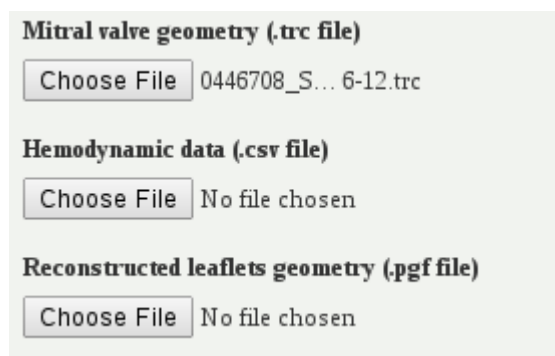 Mitral valve geometry (.trc file)
Choose File 0446708_S... 6-12.trc
Hemodynamic data (.csv file)
Choose File No file chosen
Reconstructed leaflets geometry (.pgf file)
Choose File No file chosen